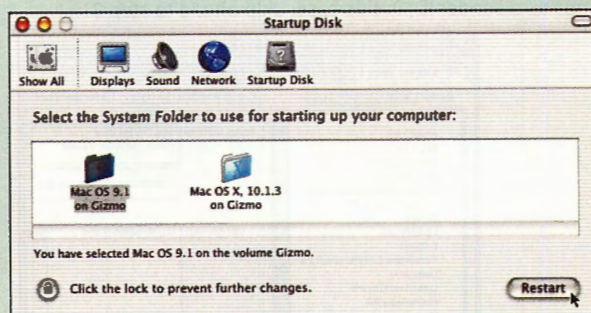 Startup Disk
Show All Displays Sound Network Startup Disk
Select the System Folder to use for starting up your computer:
Mac OS 9.1 Mac OS X, 10.1.3
on Gizmo on Gizmo
You have selected Mac OS 9.1 on the volume Gizmo.
Click the lock to prevent further changes. Restart